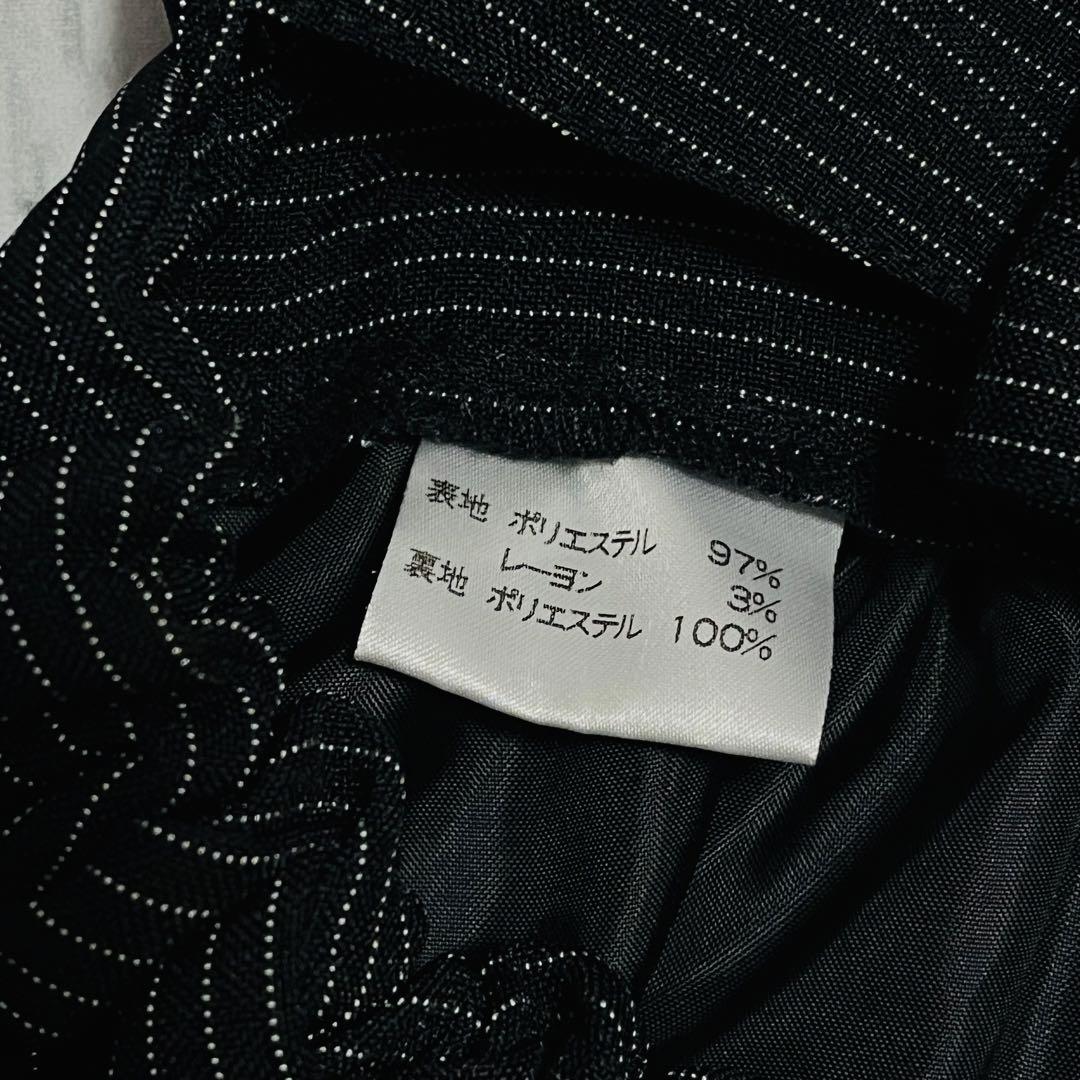 表地 ポリエステル 97%
レーヨン 3%
裏地 ポリエステル 100%